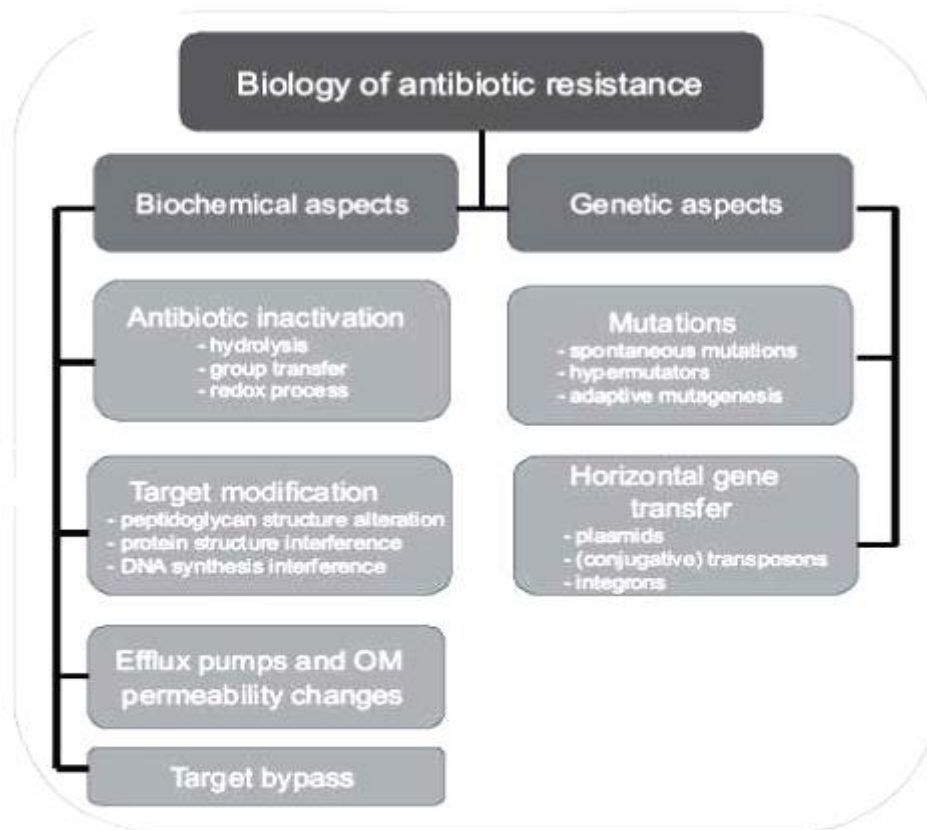 Biology of antibiotic resistance
Biochemical aspects
Antibiotic inactivation
- hydrolysis
- group transfer
- redox process
Target modification
- peptidoglycan structure alteration
- protein structure interference
- DNA synthesis interference
Efflux pumps and OM
permeability changes
Target bypass
Genetic aspects
Mutations
- spontaneous mutations
- hypermutators
- adaptive mutagenesis
Horizontal gene
transfer
- plasmids
- (conjugative) transposons
- integrons